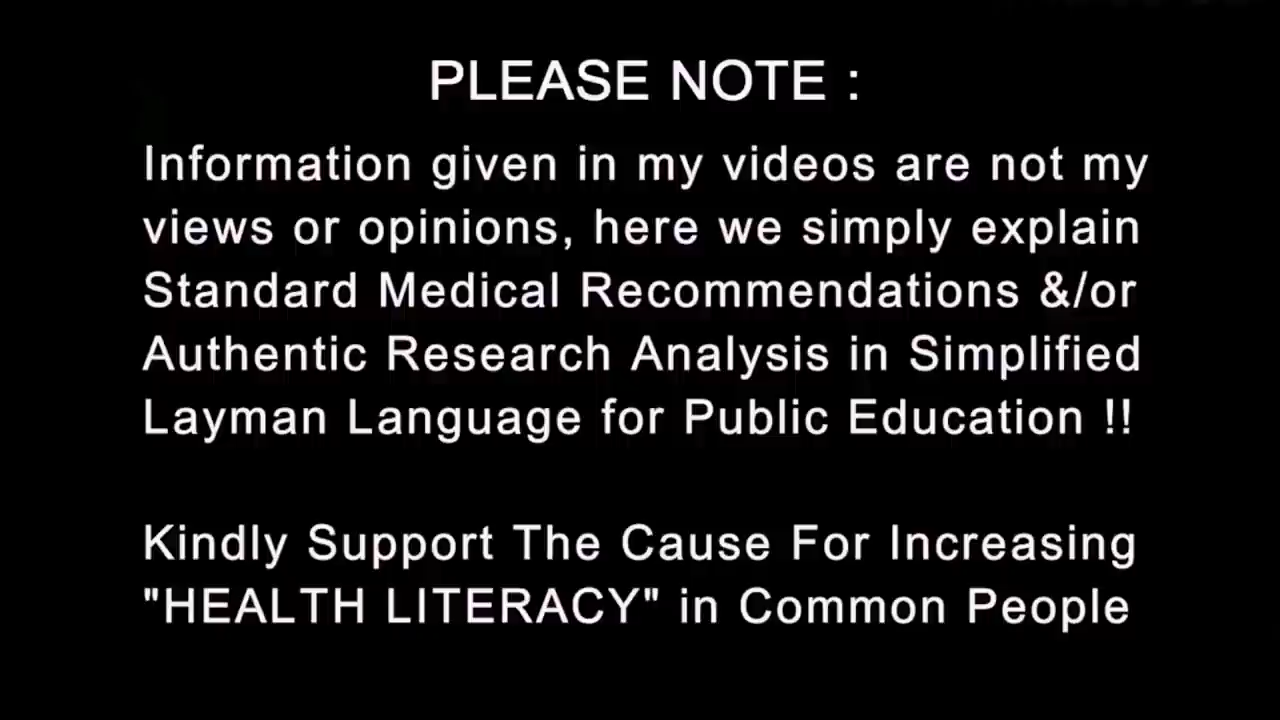 PLEASE NOTE :
Information given in my videos are not my
views or opinions, here we simply explain
Standard Medical Recommendations &/or
Authentic Research Analysis in Simplified
Layman Language for Public Education !!
Kindly Support The Cause For Increasing
"HEALTH LITERACY" in Common People